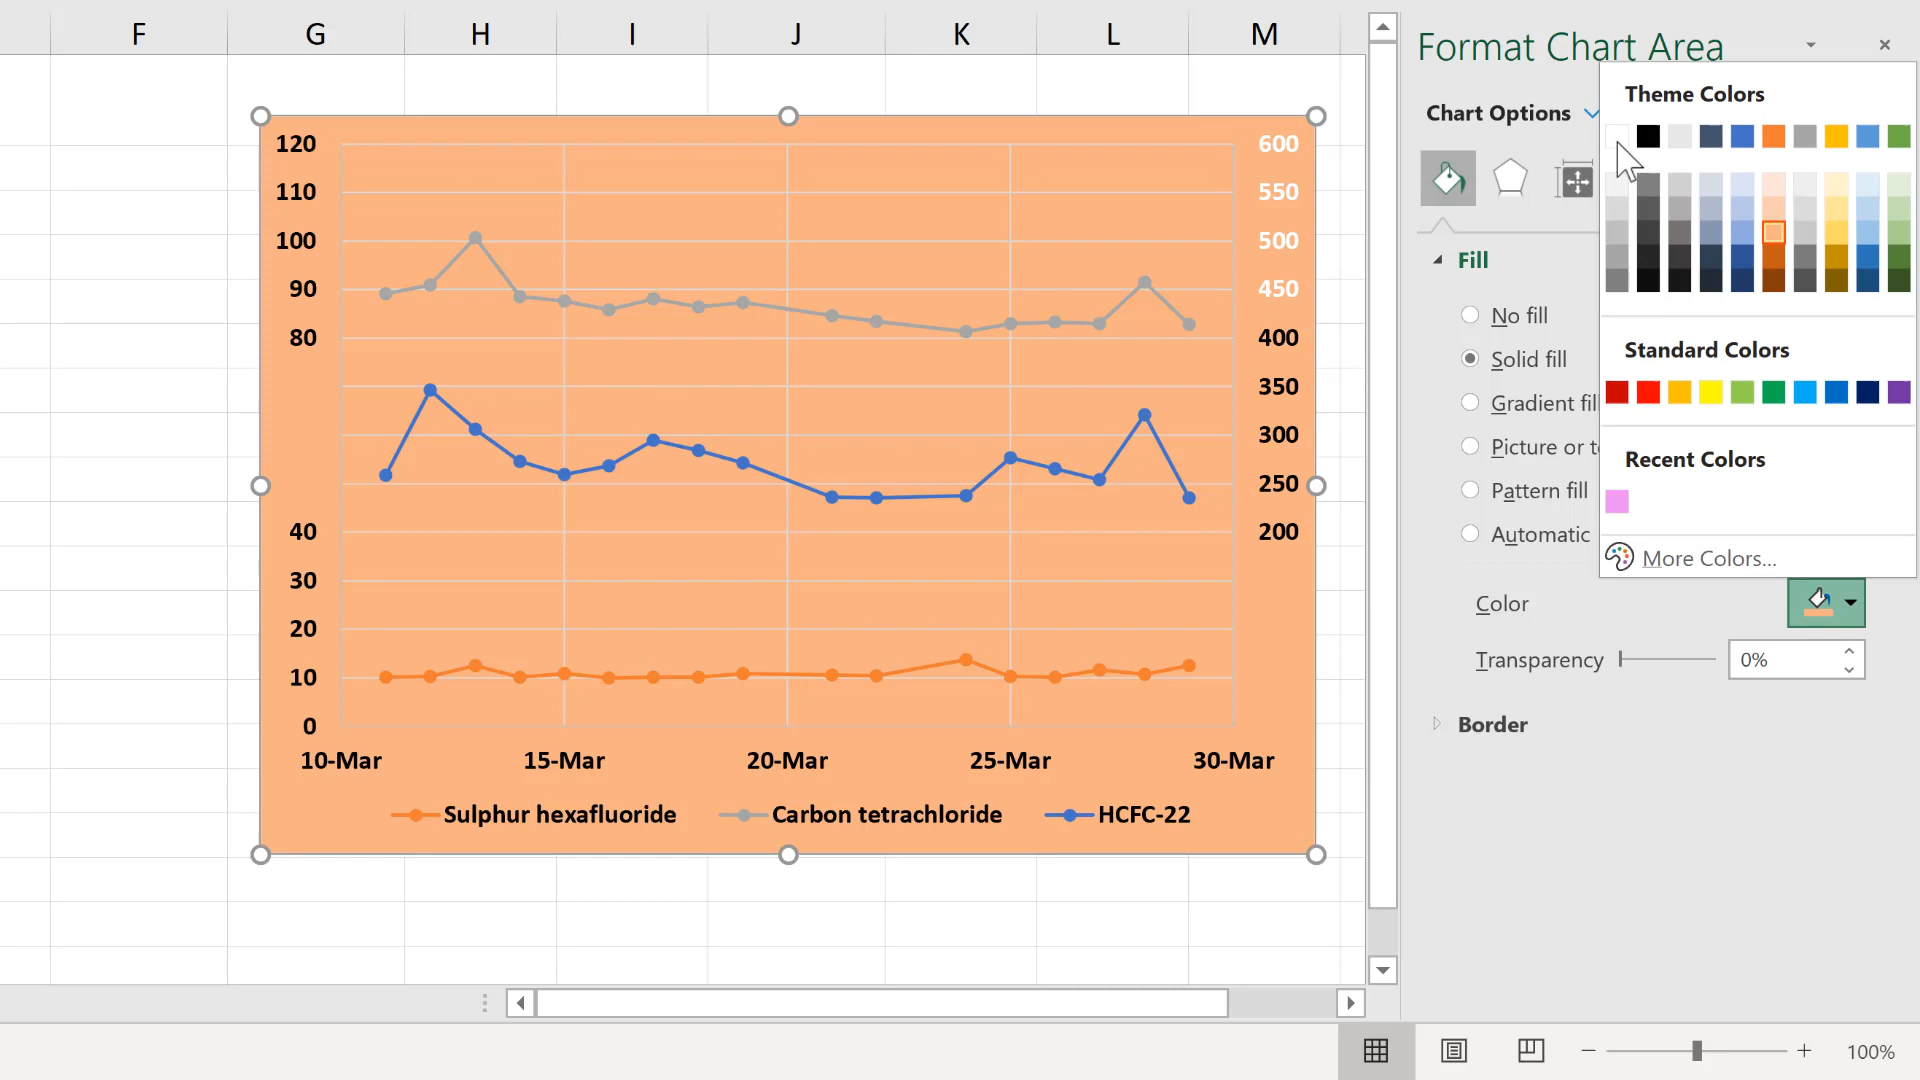 F G H I J K L M
Format Chart Area
Chart Options
Theme Colors
Fill
No fill
Solid fill
Gradient fill
Picture or t
Pattern fill
Automatic
Standard Colors
Recent Colors
More Colors...
Color
Transparency 0%
Border
120
110
100
90
80
40
30
20
10
0
600
550
500
450
400
350
300
250
200
10-Mar 15-Mar 20-Mar 25-Mar 30-Mar
Sulphur hexafluoride Carbon tetrachloride HCFC-22
100%